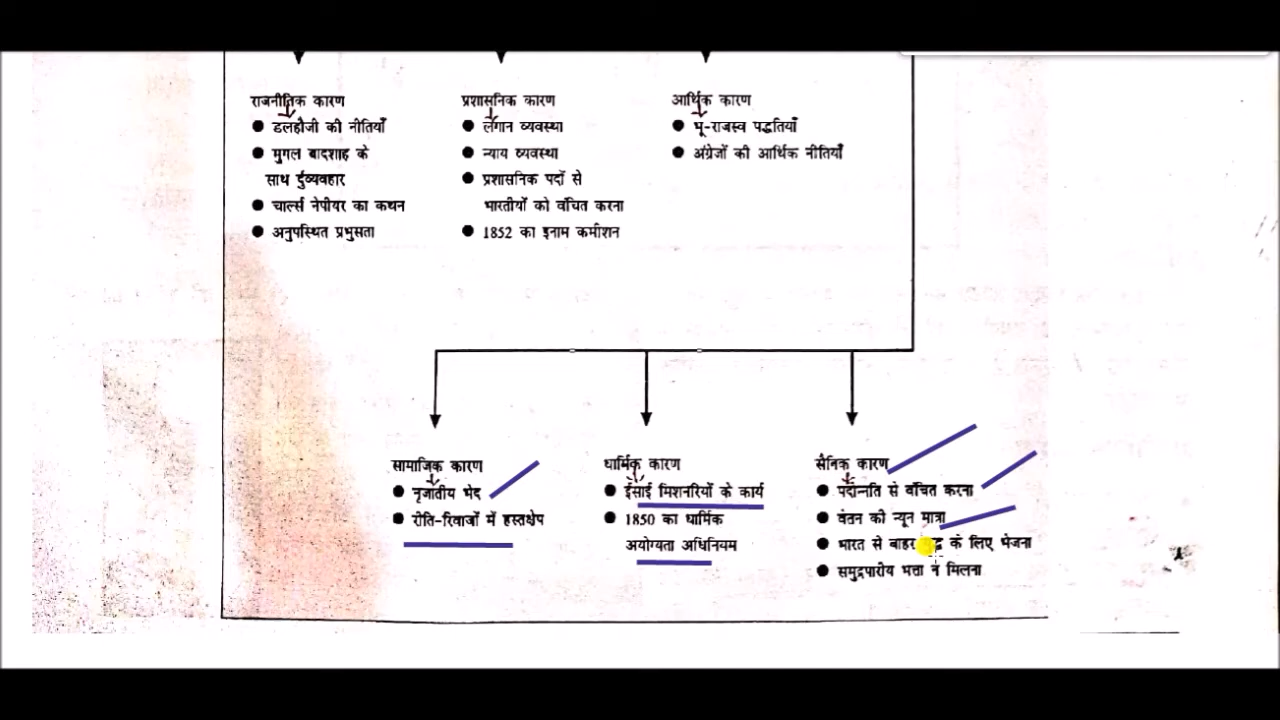 राजनीतिक कारण
● डलहौजी की नीतियाँ
● मुगल बादशाह के
साथ र्दुव्यवहार
● चार्ल्स नेपीयर का कथन
● अनुपस्थित प्रभुसता
प्रशासनिक कारण
● लगान व्यवस्था
● न्याय व्यवस्था
● प्रशासनिक पदों से
भारतीयों को वंचित करना
● 1852 का इनाम कमीशन
आर्थिक कारण
● भू-राजस्व पद्धतियाँ
● अंग्रेजों की आर्थिक नीतियाँ
सामाजिक कारण
● नृजातीय भेद
● रीति-रिवाजों में हस्तक्षेप
धार्मिक कारण
● ईसाई मिशनरियों के कार्य
● 1850 का धार्मिक
अयोग्यता अधिनियम
सैनिक कारण
● पदोन्नति से वंचित करना
● वेतन की न्यून मात्रा
● भारत से बाहर के लिए भेजना
● समुद्रपारीय भत्ता न मिलना